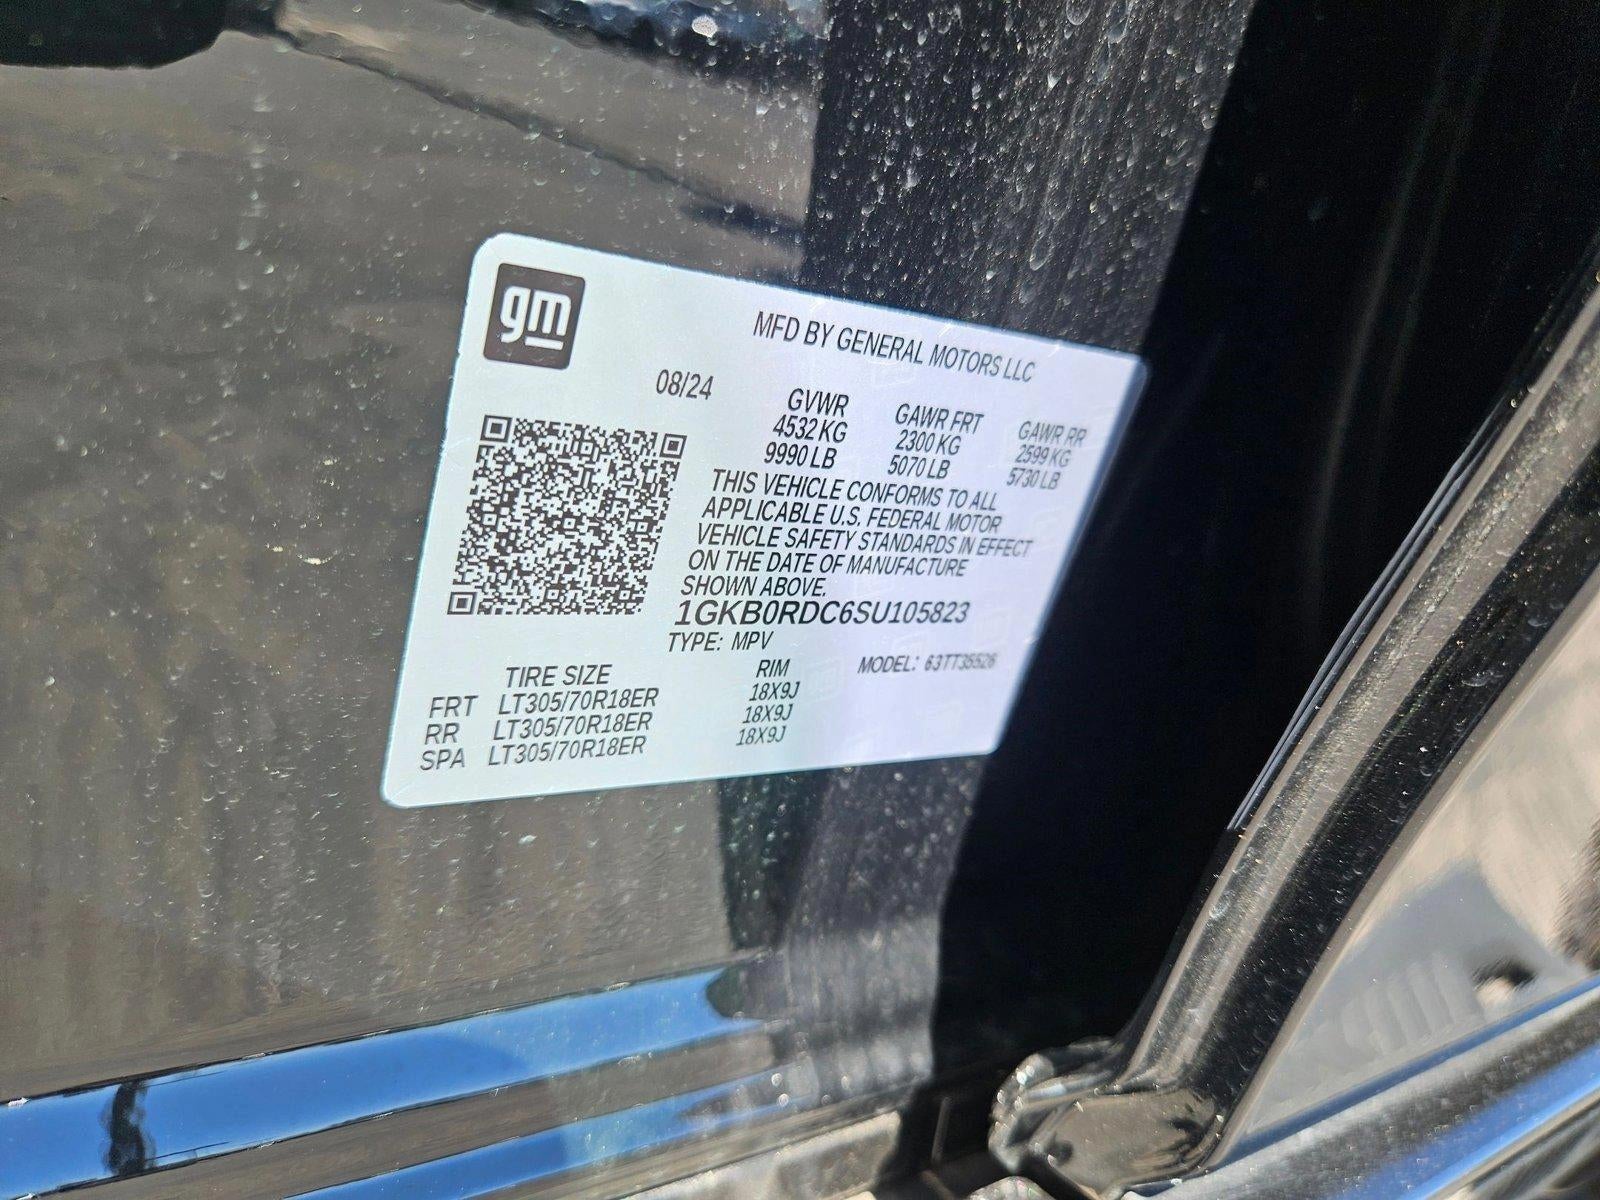 gm
MFD BY GENERAL MOTORS LLC
08/24
GVWR GAWR FRT GAWR RR
4532 KG 2300 KG 2599 KG
9990 LB 5070 LB 5730 LB
THIS VEHICLE CONFORMS TO ALL
APPLICABLE U.S. FEDERAL MOTOR
VEHICLE SAFETY STANDARDS IN EFFECT
ON THE DATE OF MANUFACTURE
SHOWN ABOVE.
1GKB0RDC6SU105823
TYPE: MPV
MODEL: 63TT35526
TIRE SIZE RIM
FRT LT305/70R18ER 18X9J
RR LT305/70R18ER 18X9J
SPA LT305/70R18ER 18X9J